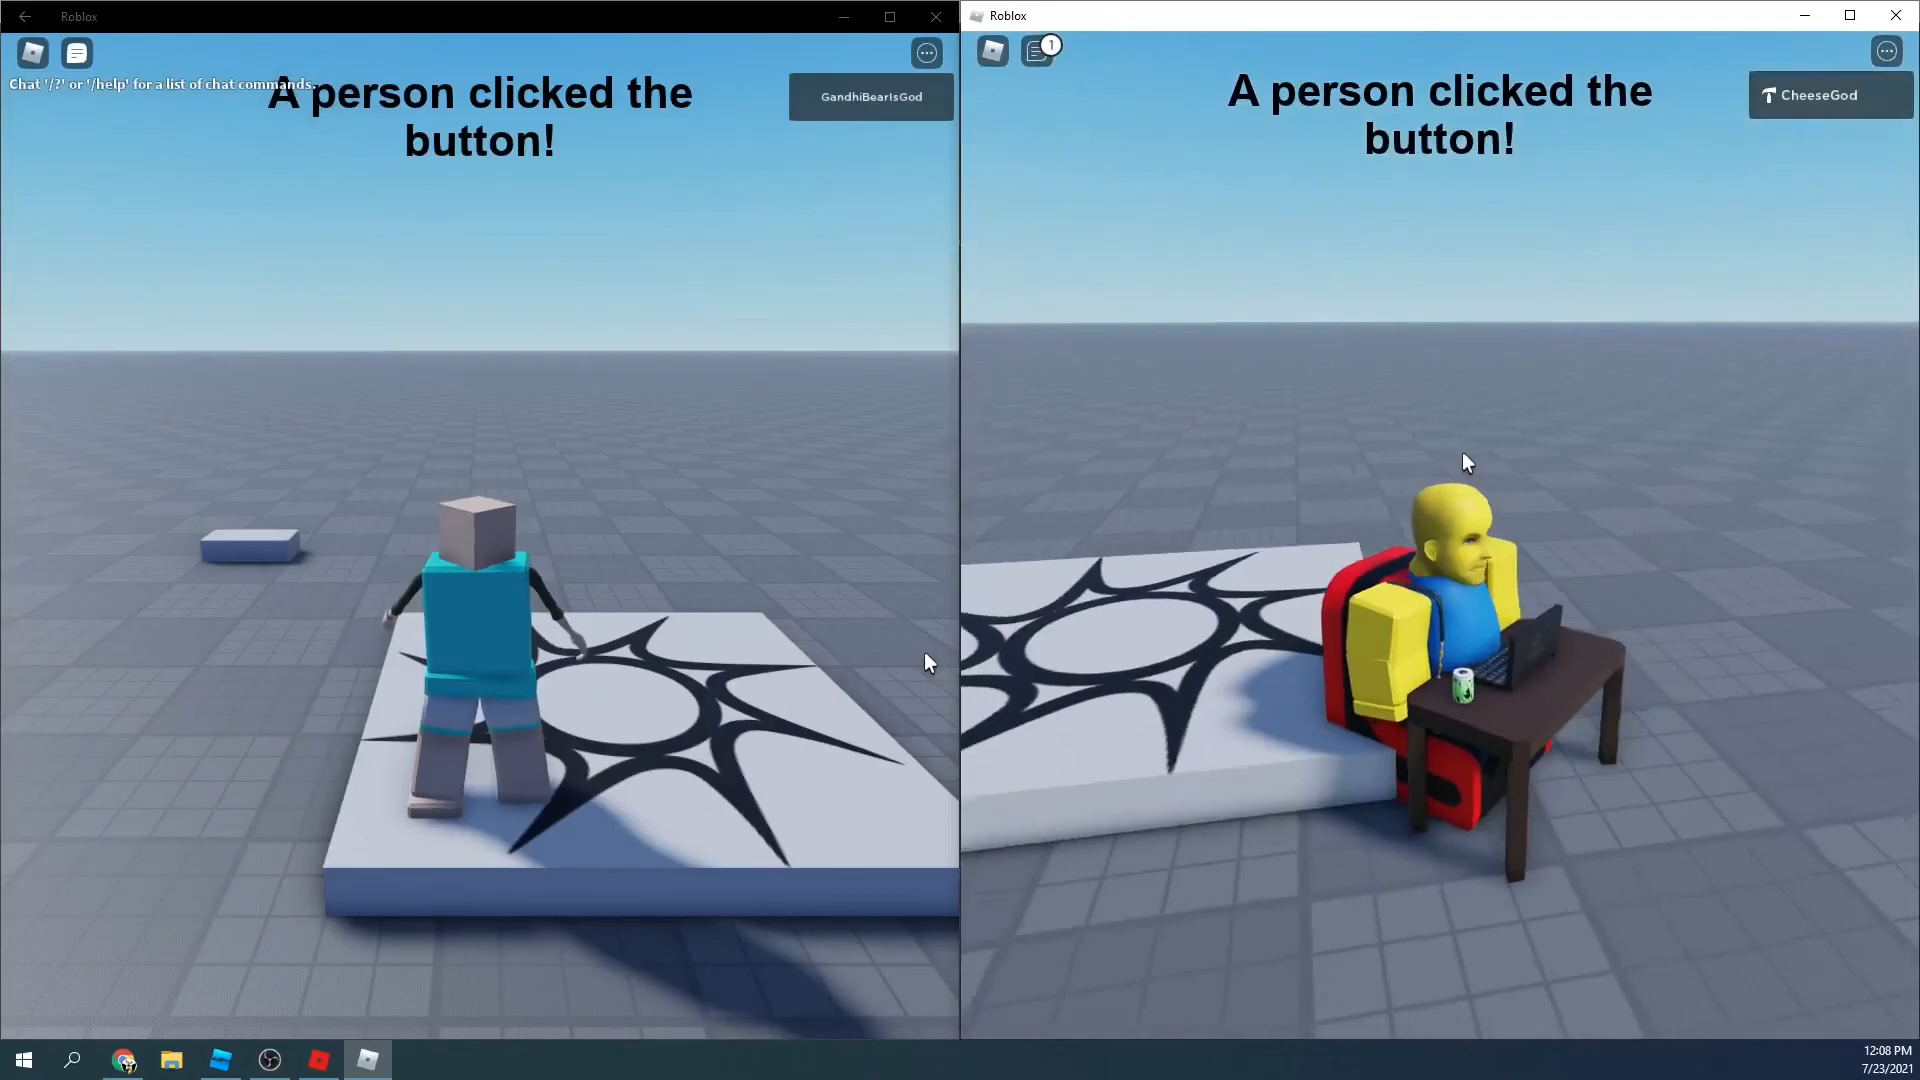 Roblox
Chat '/?' or '/help' for a list of chat commands.
A person clicked the
button!
GandhiBearIsGod
Roblox
1
A person clicked the
button!
CheeseGod
12:08 PM
7/23/2021